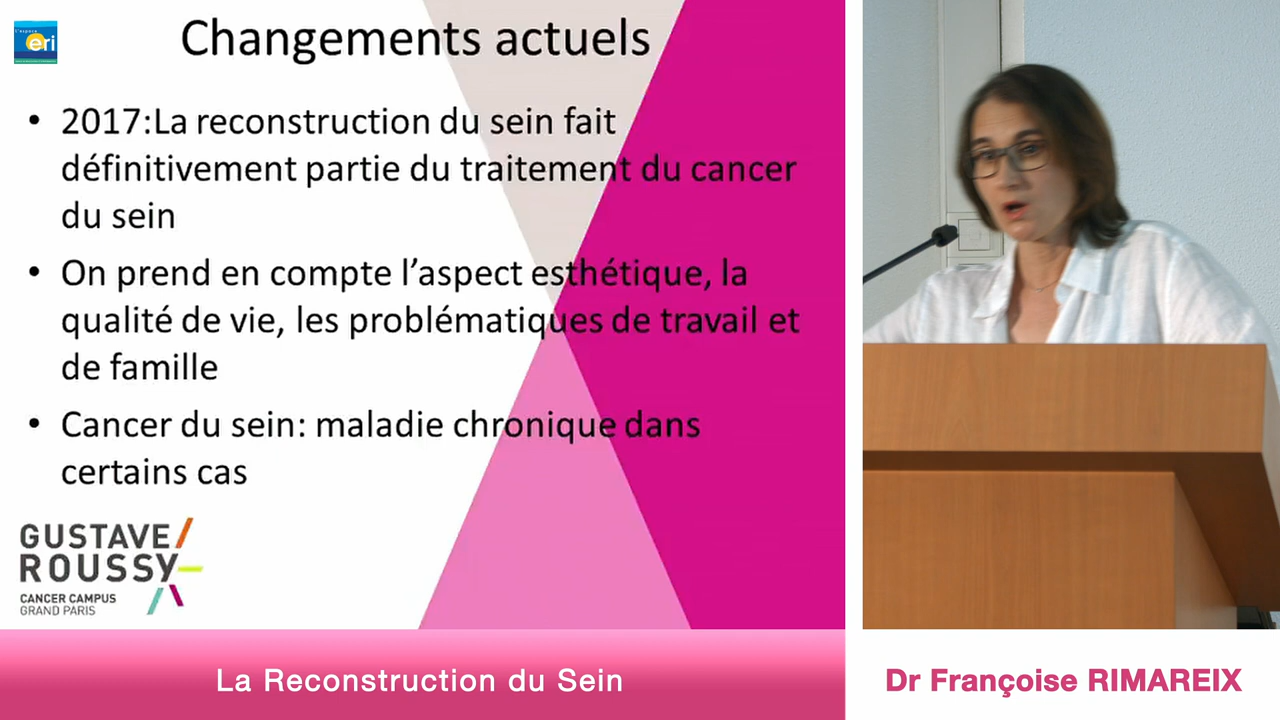 l'espace
eri
Changements actuels
• 2017:La reconstruction du sein fait
définitivement partie du traitement du cancer
du sein
• On prend en compte l'aspect esthétique, la
qualité de vie, les problématiques de travail et
de famille
• Cancer du sein: maladie chronique dans
certains cas
GUSTAVE/
ROUSSY
CANCER CAMPUS
GRAND PARIS
La Reconstruction du Sein
Dr Françoise RIMAREIX